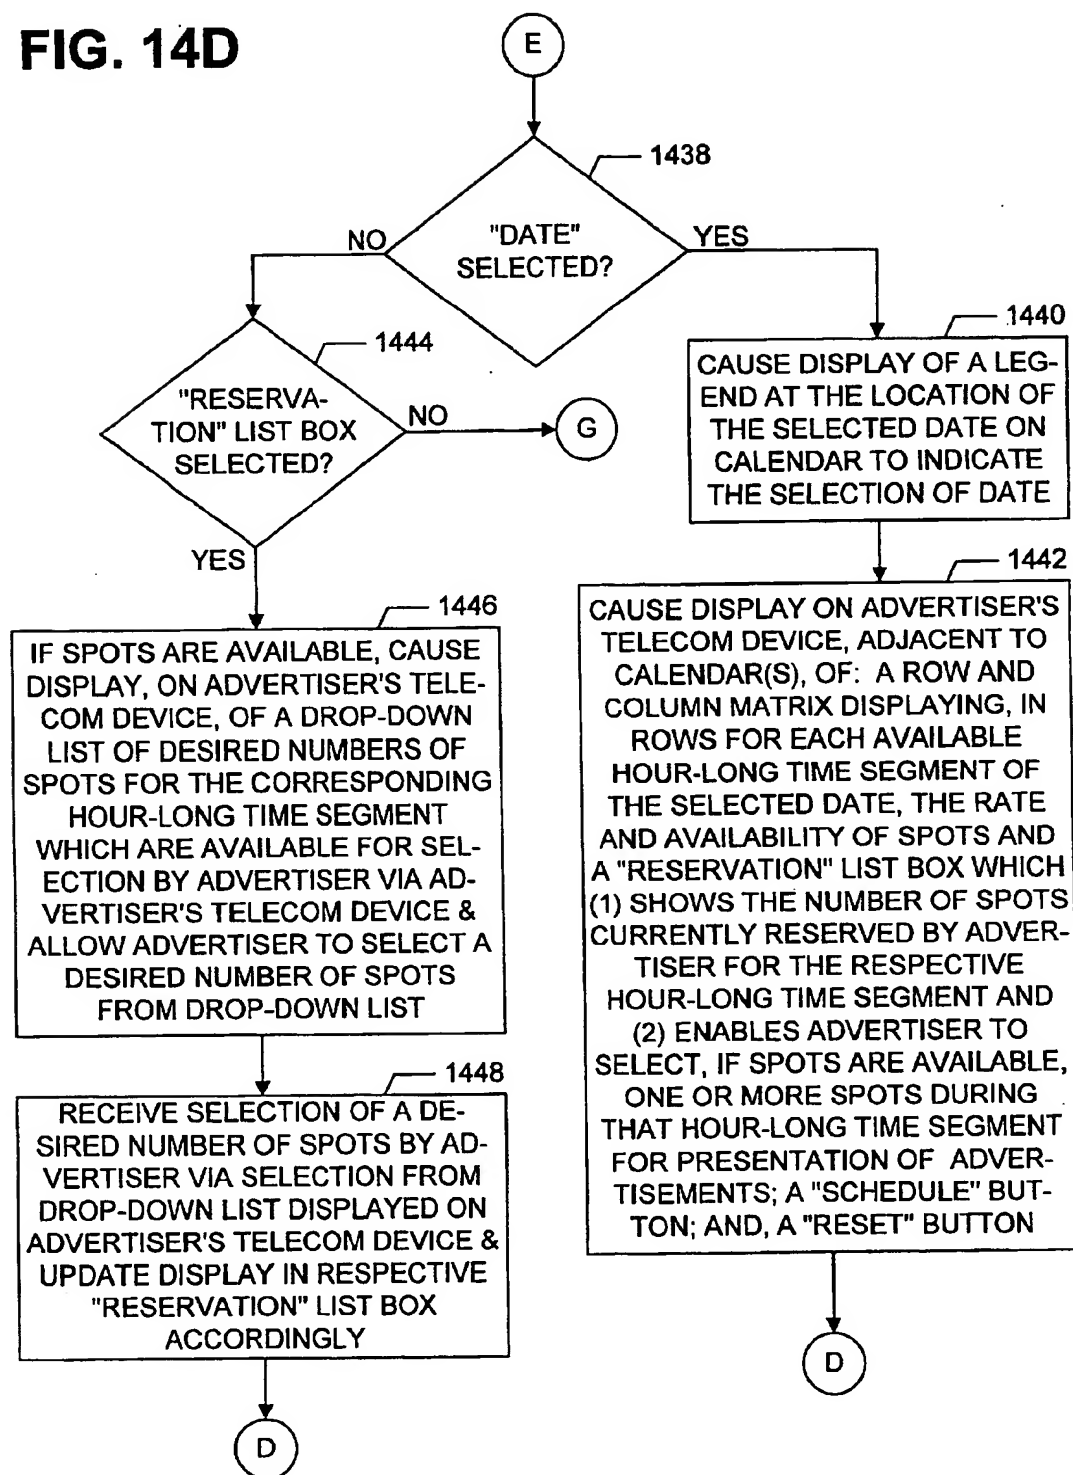 FIG. 14D
E
1438
"DATE"
SELECTED?
NO
YES
1444
"RESERVA-
TION" LIST BOX
SELECTED?
NO
G
YES
1440
CAUSE DISPLAY OF A LEG-
END AT THE LOCATION OF
THE SELECTED DATE ON
CALENDAR TO INDICATE
THE SELECTION OF DATE
1442
CAUSE DISPLAY ON ADVERTISER'S
TELECOM DEVICE, ADJACENT TO
CALENDAR(S), OF: A ROW AND
COLUMN MATRIX DISPLAYING, IN
ROWS FOR EACH AVAILABLE
HOUR-LONG TIME SEGMENT OF
THE SELECTED DATE, THE RATE
AND AVAILABILITY OF SPOTS AND
A "RESERVATION" LIST BOX WHICH
(1) SHOWS THE NUMBER OF SPOTS
CURRENTLY RESERVED BY ADVER-
TISER FOR THE RESPECTIVE
HOUR-LONG TIME SEGMENT AND
(2) ENABLES ADVERTISER TO
SELECT, IF SPOTS ARE AVAILABLE,
ONE OR MORE SPOTS DURING
THAT HOUR-LONG TIME SEGMENT
FOR PRESENTATION OF ADVER-
TISEMENTS; A "SCHEDULE" BUT-
TON; AND, A "RESET" BUTTON
D
1446
IF SPOTS ARE AVAILABLE, CAUSE
DISPLAY, ON ADVERTISER'S TELE-
COM DEVICE, OF A DROP-DOWN
LIST OF DESIRED NUMBERS OF
SPOTS FOR THE CORRESPONDING
HOUR-LONG TIME SEGMENT
WHICH ARE AVAILABLE FOR SEL-
ECTION BY ADVERTISER VIA AD-
VERTISER'S TELECOM DEVICE &
ALLOW ADVERTISER TO SELECT A
DESIRED NUMBER OF SPOTS
FROM DROP-DOWN LIST
1448
RECEIVE SELECTION OF A DE-
SIRED NUMBER OF SPOTS BY AD-
VERTISER VIA SELECTION FROM
DROP-DOWN LIST DISPLAYED ON
ADVERTISER'S TELECOM DEVICE &
UPDATE DISPLAY IN RESPECTIVE
"RESERVATION" LIST BOX
ACCORDINGLY
D